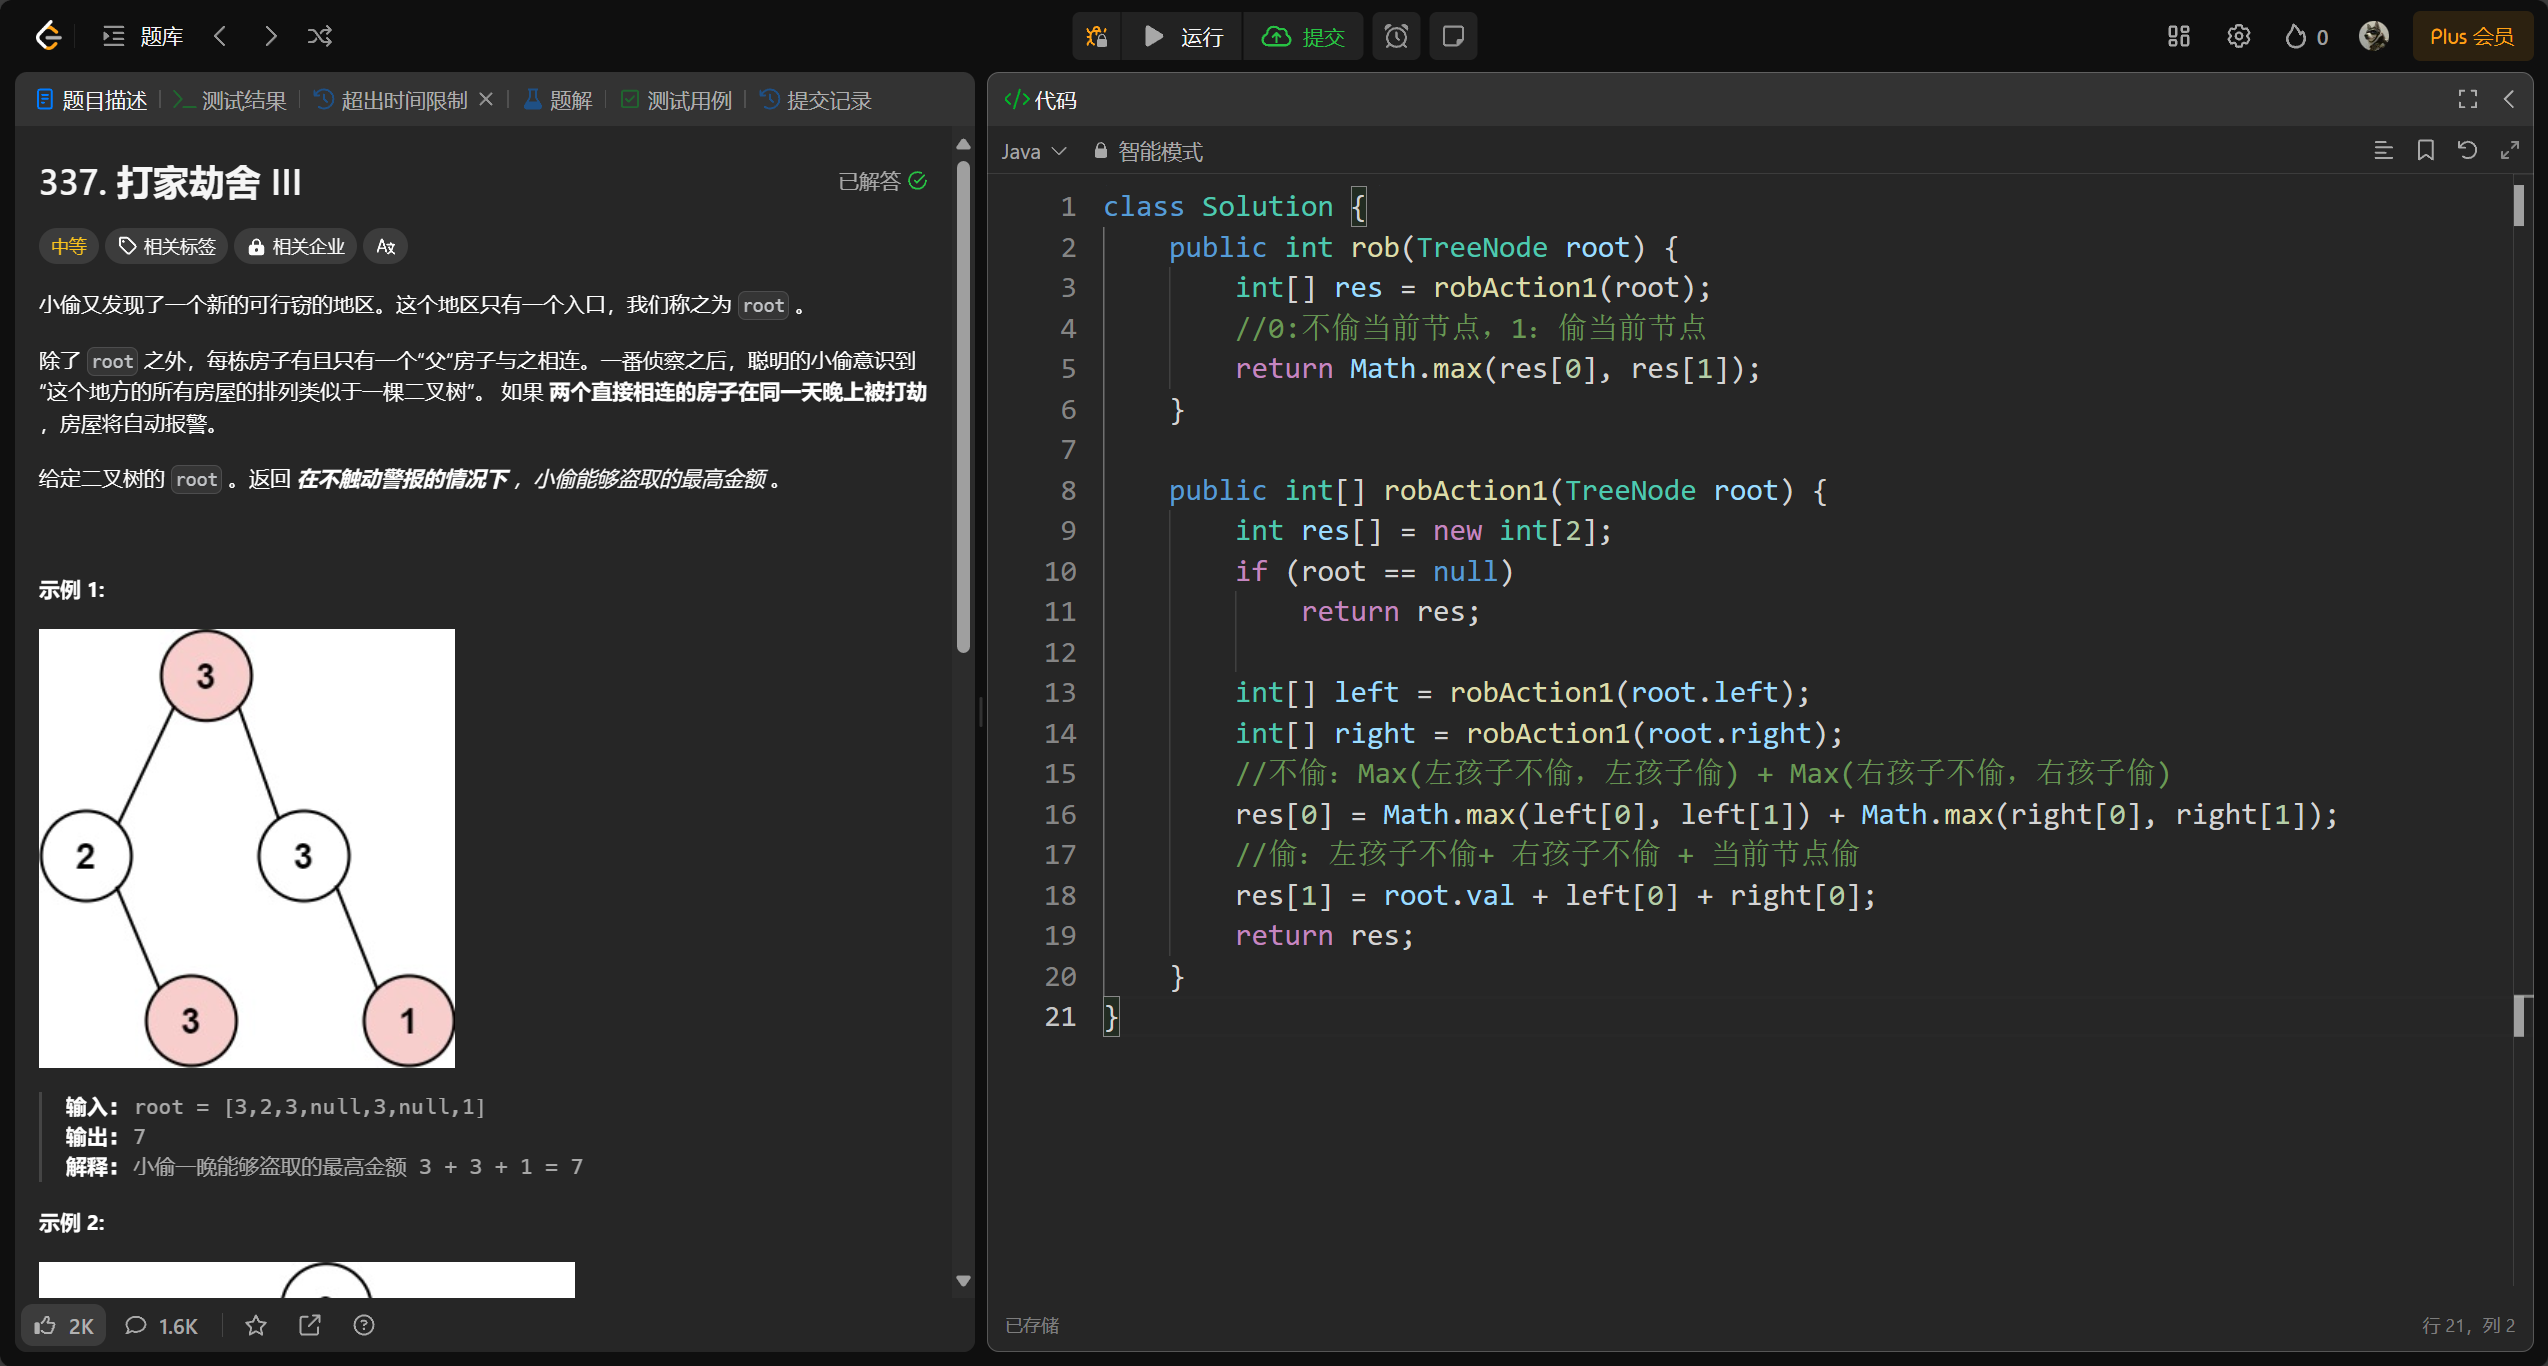 题库
运行
提交
0
Plus 会员
题目描述
测试结果
超出时间限制
题解
测试用例
提交记录
337. 打家劫舍 III
已解答
中等
相关标签
相关企业
小偷又发现了一个新的可行窃的地区。这个地区只有一个入口，我们称之为 root 。
除了 root 之外，每栋房子有且只有一个“父“房子与之相连。一番侦察之后，聪明的小偷意识到
“这个地方的所有房屋的排列类似于一棵二叉树”。 如果 两个直接相连的房子在同一天晚上被打劫
，房屋将自动报警。
给定二叉树的 root 。返回 在不触动警报的情况下 ，小偷能够盗取的最高金额 。
示例 1:
3
2
3
3
1
输入: root = [3,2,3,null,3,null,1]
输出: 7
解释: 小偷一晚能够盗取的最高金额 3 + 3 + 1 = 7
示例 2:
2K
1.6K
</>代码
Java
智能模式
1 class Solution {
2 public int rob(TreeNode root) {
3 int[] res = robAction1(root);
4 //0:不偷当前节点，1：偷当前节点
5 return Math.max(res[0], res[1]);
6 }
7
8 public int[] robAction1(TreeNode root) {
9 int res[] = new int[2];
10 if (root == null)
11 return res;
12
13 int[] left = robAction1(root.left);
14 int[] right = robAction1(root.right);
15 //不偷：Max(左孩子不偷，左孩子偷) + Max(右孩子不偷，右孩子偷)
16 res[0] = Math.max(left[0], left[1]) + Math.max(right[0], right[1]);
17 //偷：左孩子不偷+ 右孩子不偷 + 当前节点偷
18 res[1] = root.val + left[0] + right[0];
19 return res;
20 }
21 }
已存储
行 21，列 2